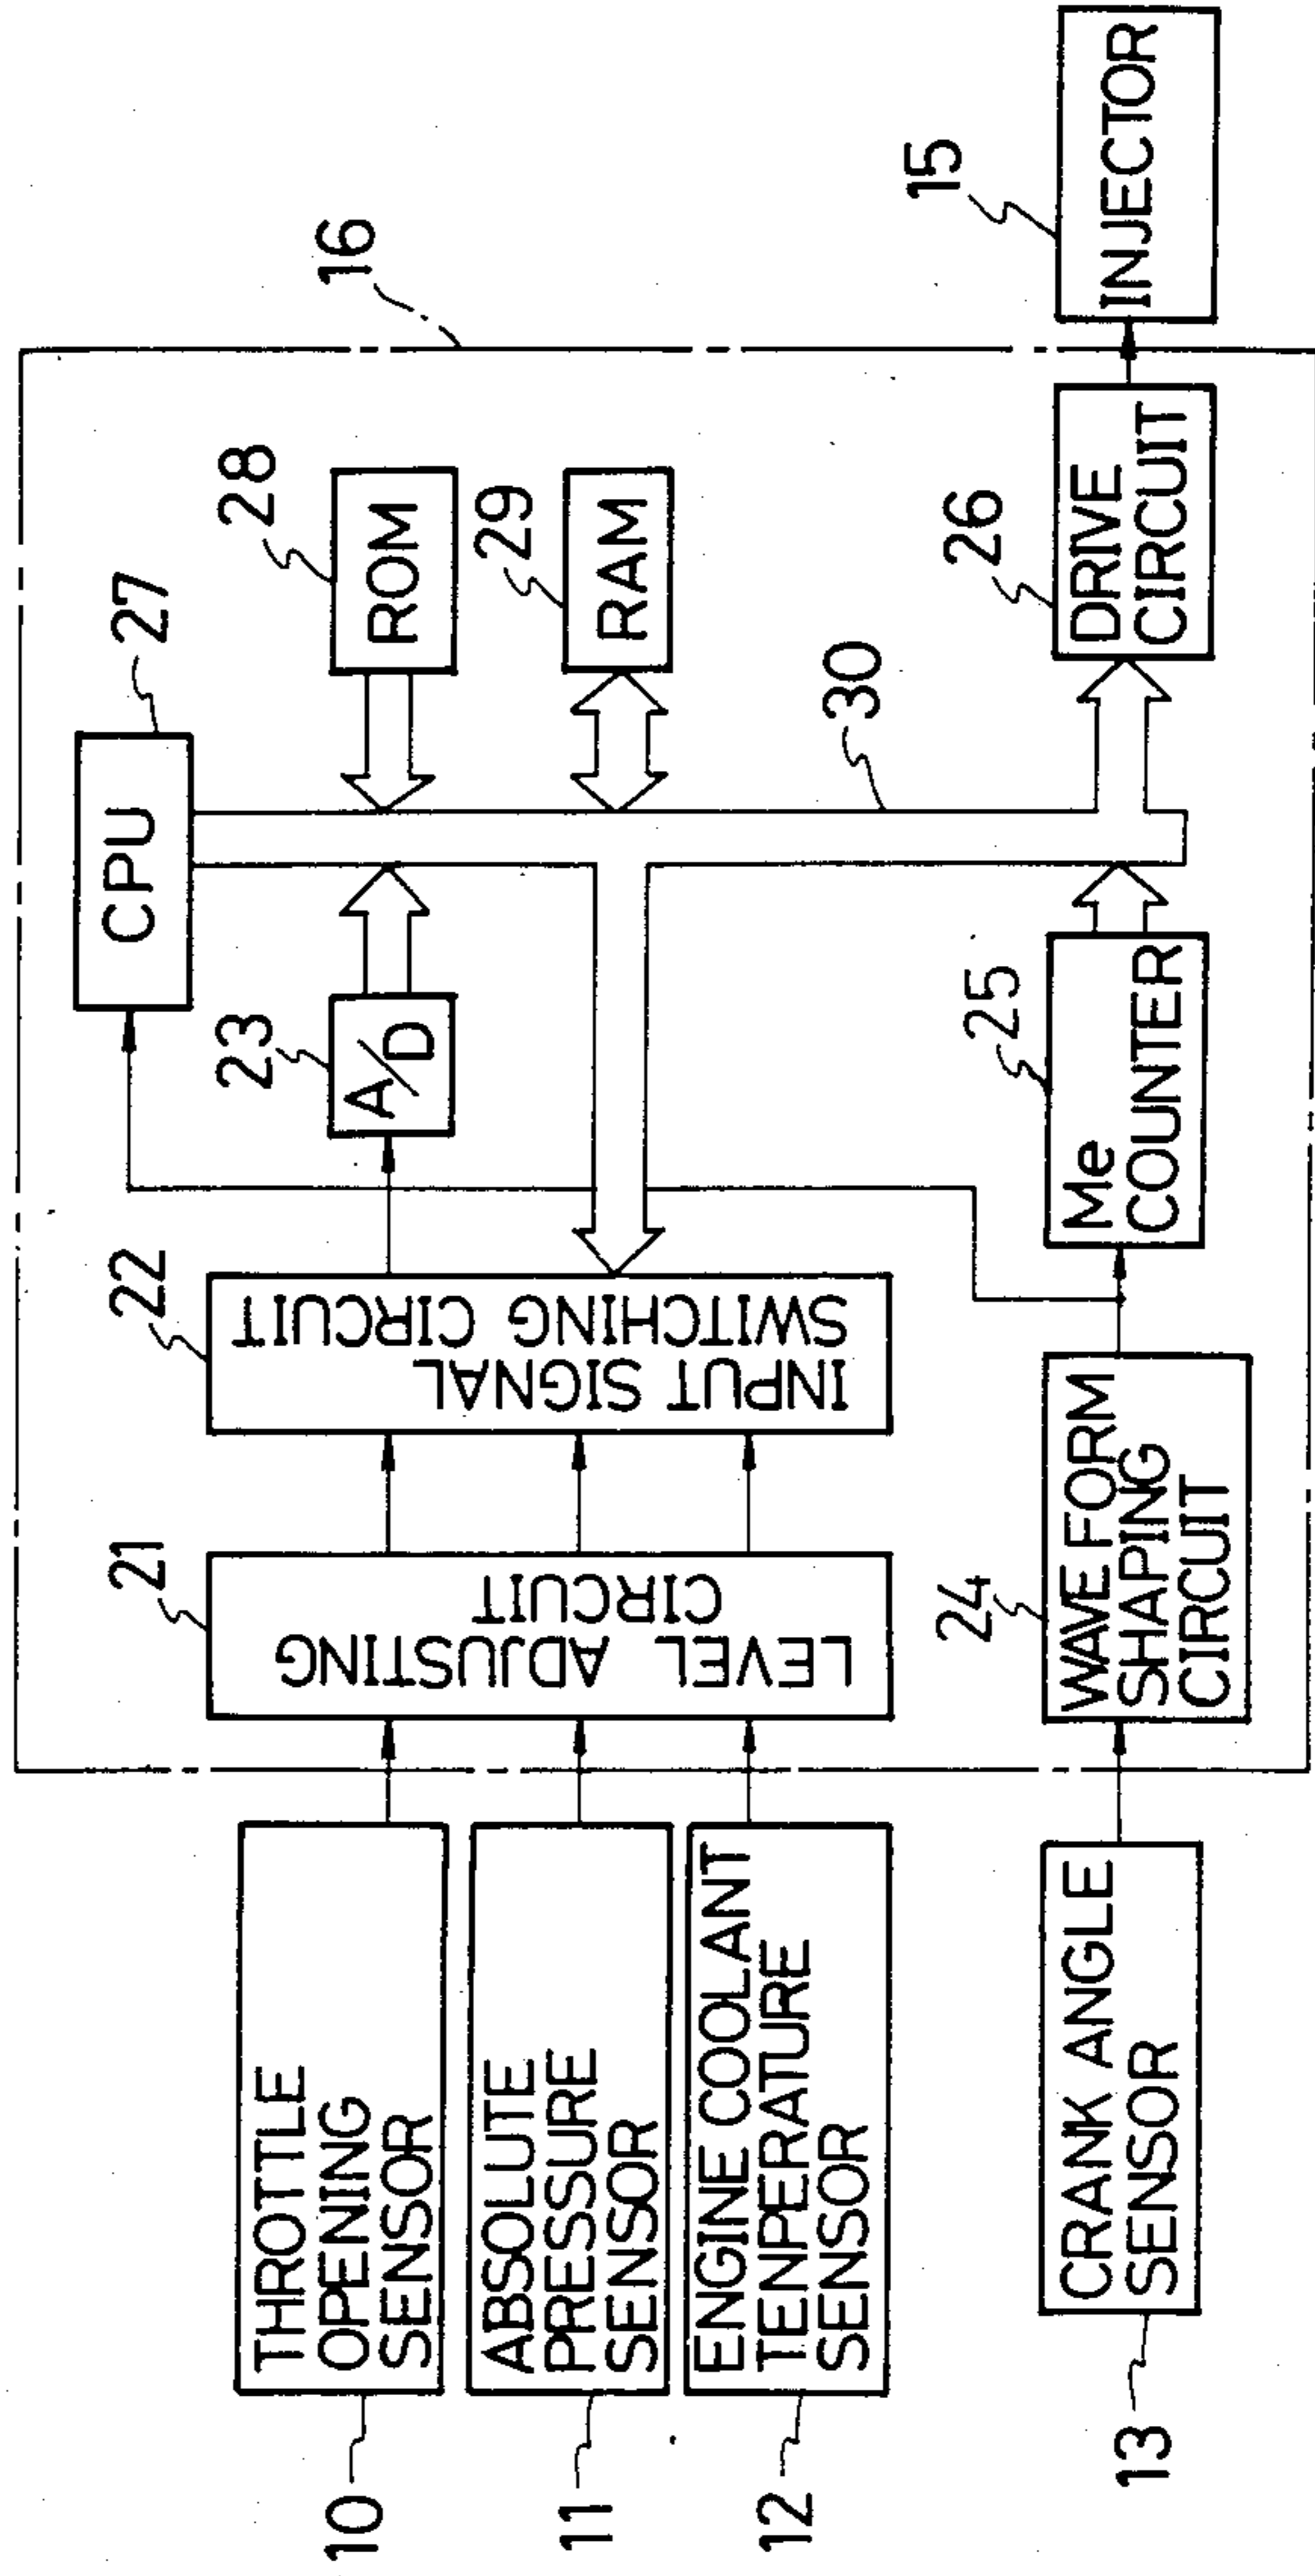 10
THROTTLE
OPENING
SENSOR
11
ABSOLUTE
PRESSURE
SENSOR
12
ENGINE COOLANT
TENPERATURE
SENSOR
13
CRANK ANGLE
SENSOR
21
LEVEL ADJUSTING
CIRCUIT
22
INPUT SIGNAL
SWITCHING CIRCUIT
23
A/D
24
WAVE FORM
SHAPING
CIRCUIT
25
Me
COUNTER
27
CPU
28
ROM
29
RAM
30
26
DRIVE
CIRCUIT
16
15
INJECTOR